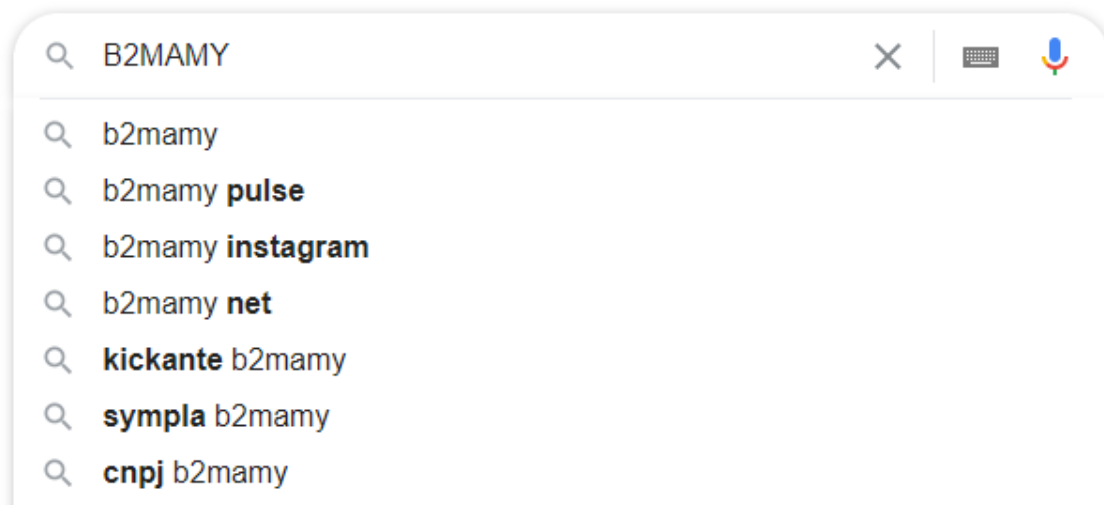 B2MAMY
b2mamy
b2mamy pulse
b2mamy instagram
b2mamy net
kickante b2mamy
sympla b2mamy
cnpj b2mamy